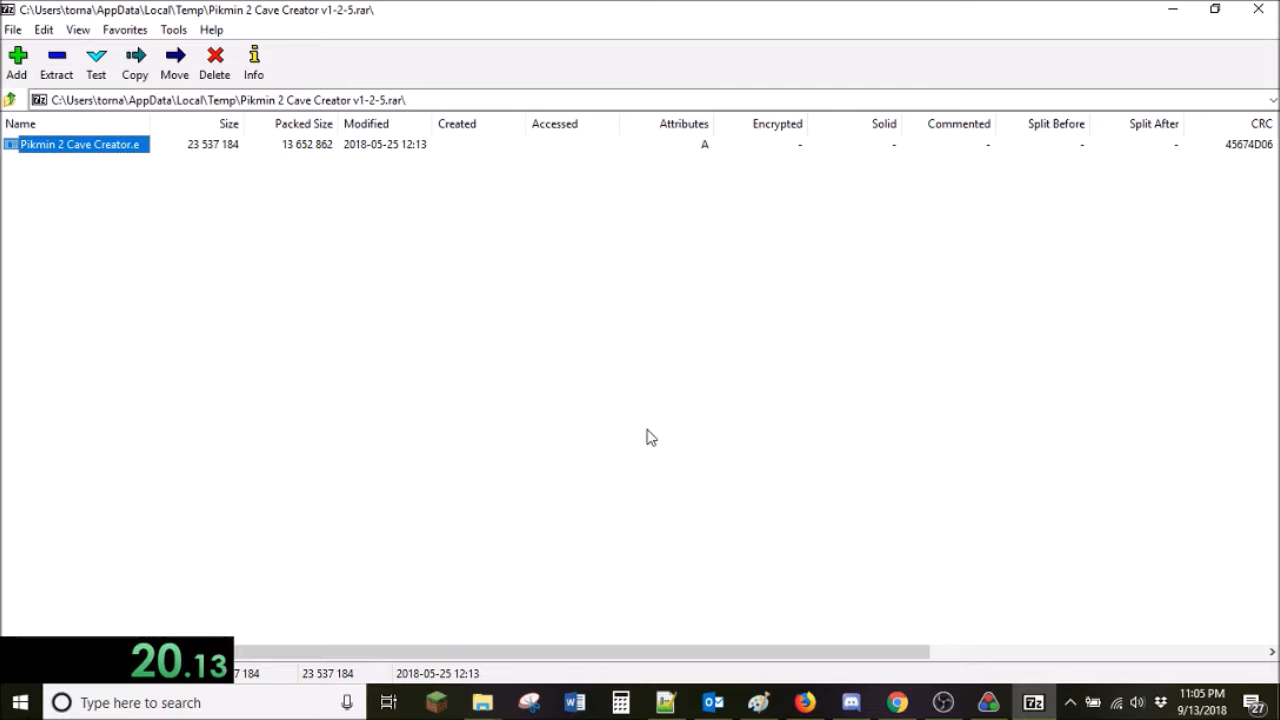 C:\Users\torna\AppData\Local\Temp\Pikmin 2 Cave Creator v1-2-5.rar\
File Edit View Favorites Tools Help
Add Extract Test Copy Move Delete Info
7z C:\Users\torna\AppData\Local\Temp\Pikmin 2 Cave Creator v1-2-5.rar\
Name Size Packed Size Modified Created Accessed Attributes Encrypted Solid Commented Split Before Split After CRC
Pikmin 2 Cave Creator.e 23 537 184 13 652 862 2018-05-25 12:13 A - - - - - 45674D06
20.13
7 184 23 537 184 2018-05-25 12:13
Type here to search 7z 11:05 PM
9/13/2018
27